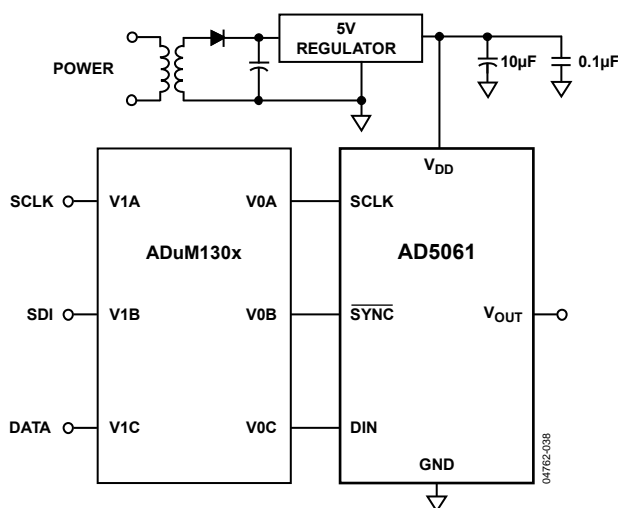 5V
REGULATOR
POWER
10µF
0.1µF
VDD
SCLK
V1A
V0A
SCLK
ADuM130x
AD5061
SDI
V1B
V0B
SYNC
VOUT
DATA
V1C
V0C
DIN
GND
04762-038